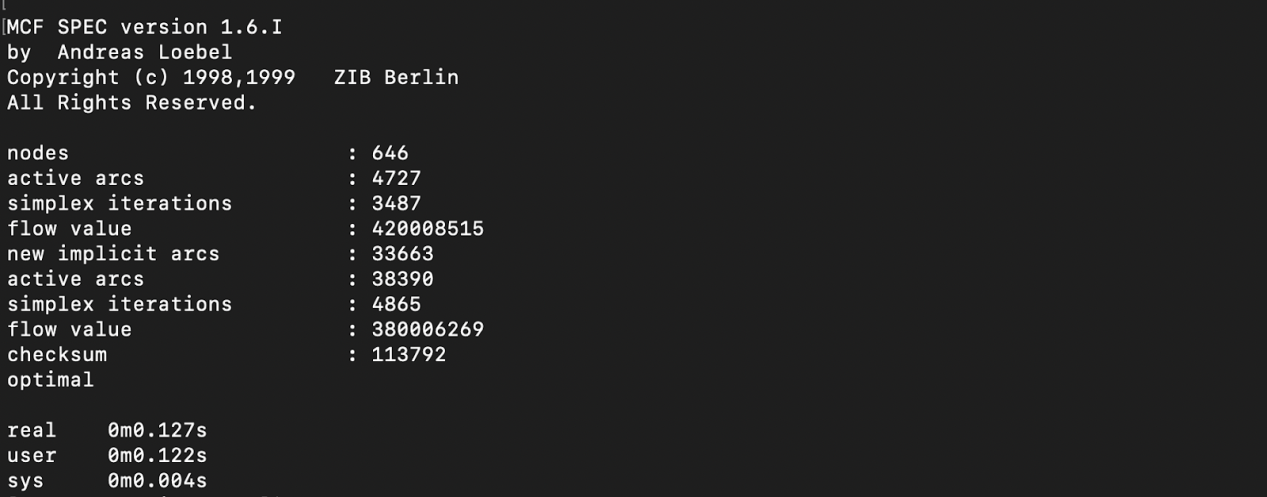 MCF SPEC version 1.6.I
by  Andreas Loebel
Copyright (c) 1998,1999   ZIB Berlin
All Rights Reserved.

nodes                      : 646
active arcs                : 4727
simplex iterations         : 3487
flow value                 : 420008515
new implicit arcs          : 33663
active arcs                : 38390
simplex iterations         : 4865
flow value                 : 380006269
checksum                   : 113792
optimal

real    0m0.127s
user    0m0.122s
sys     0m0.004s